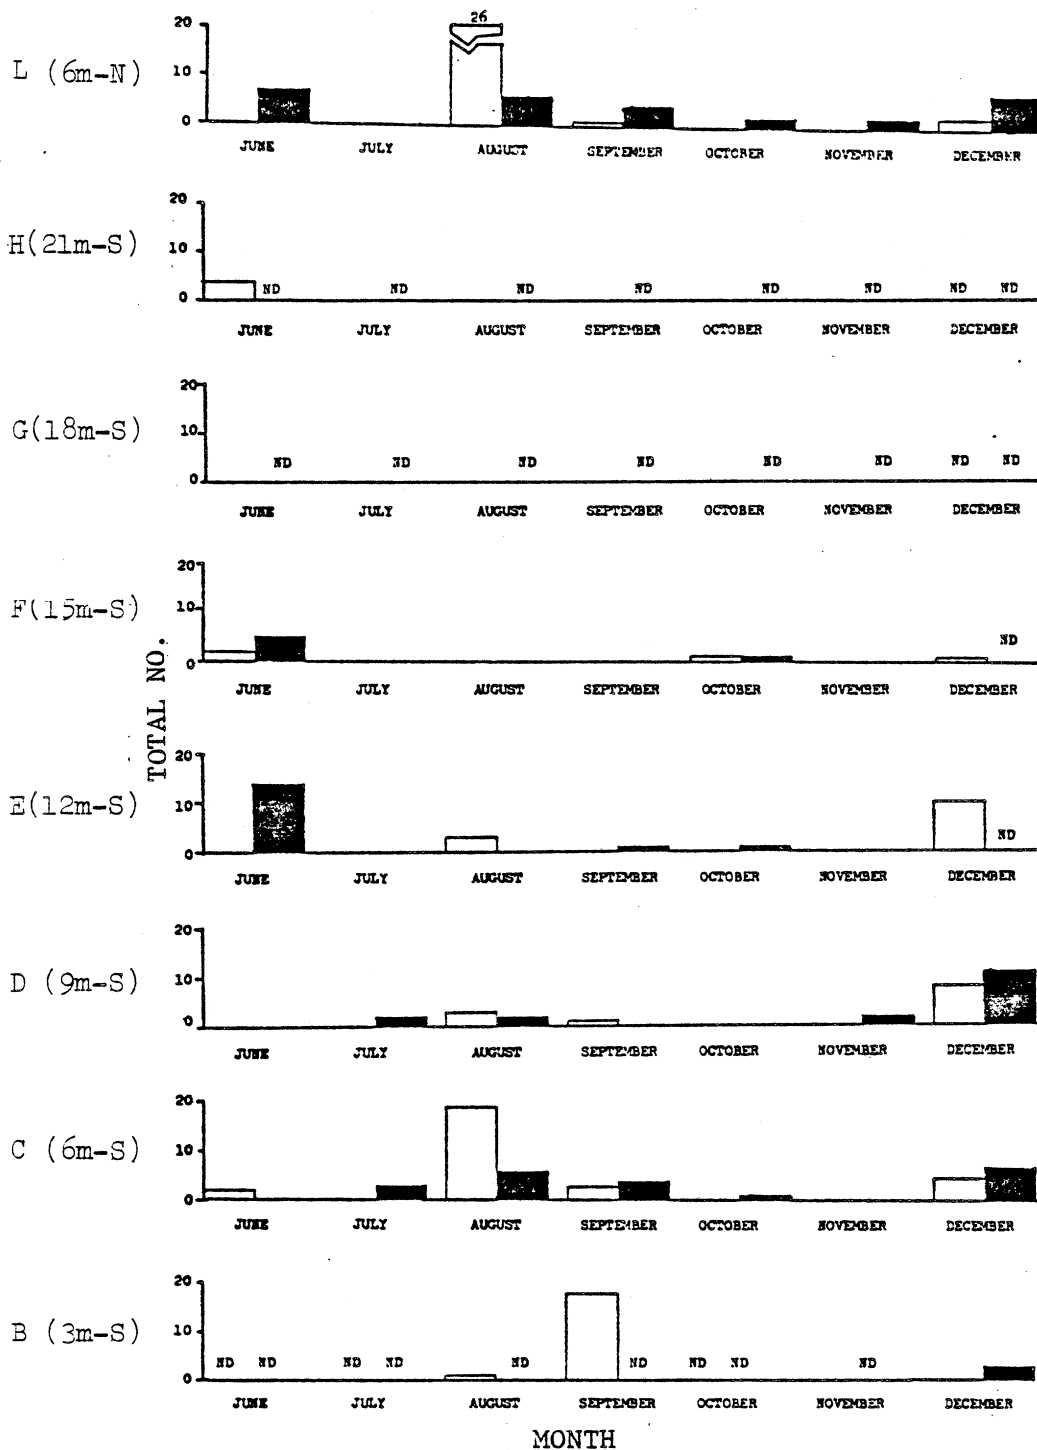 26
20
L (6m-N)
10
0
JUNE JULY AUGUST SEPTEMBER OCTOBER NOVEMBER DECEMBER
20
H(21m-S)
10
ND ND ND ND ND ND ND ND
0
JUNE JULY AUGUST SEPTEMBER OCTOBER NOVEMBER DECEMBER
20
G(18m-S)
10
ND ND ND ND ND ND ND ND
0
JUNE JULY AUGUST SEPTEMBER OCTOBER NOVEMBER DECEMBER
20
F(15m-S)
10
ND
0
JUNE JULY AUGUST SEPTEMBER OCTOBER NOVEMBER DECEMBER
TOTAL NO.
20
E(12m-S)
10
ND
0
JUNE JULY AUGUST SEPTEMBER OCTOBER NOVEMBER DECEMBER
20
D (9m-S)
10
0
JUNE JULY AUGUST SEPTEMBER OCTOBER NOVEMBER DECEMBER
20
C (6m-S)
10
0
JUNE JULY AUGUST SEPTEMBER OCTOBER NOVEMBER DECEMBER
20
B (3m-S)
10
ND ND ND ND ND ND ND ND ND
0
JUNE JULY AUGUST SEPTEMBER OCTOBER NOVEMBER DECEMBER
MONTH